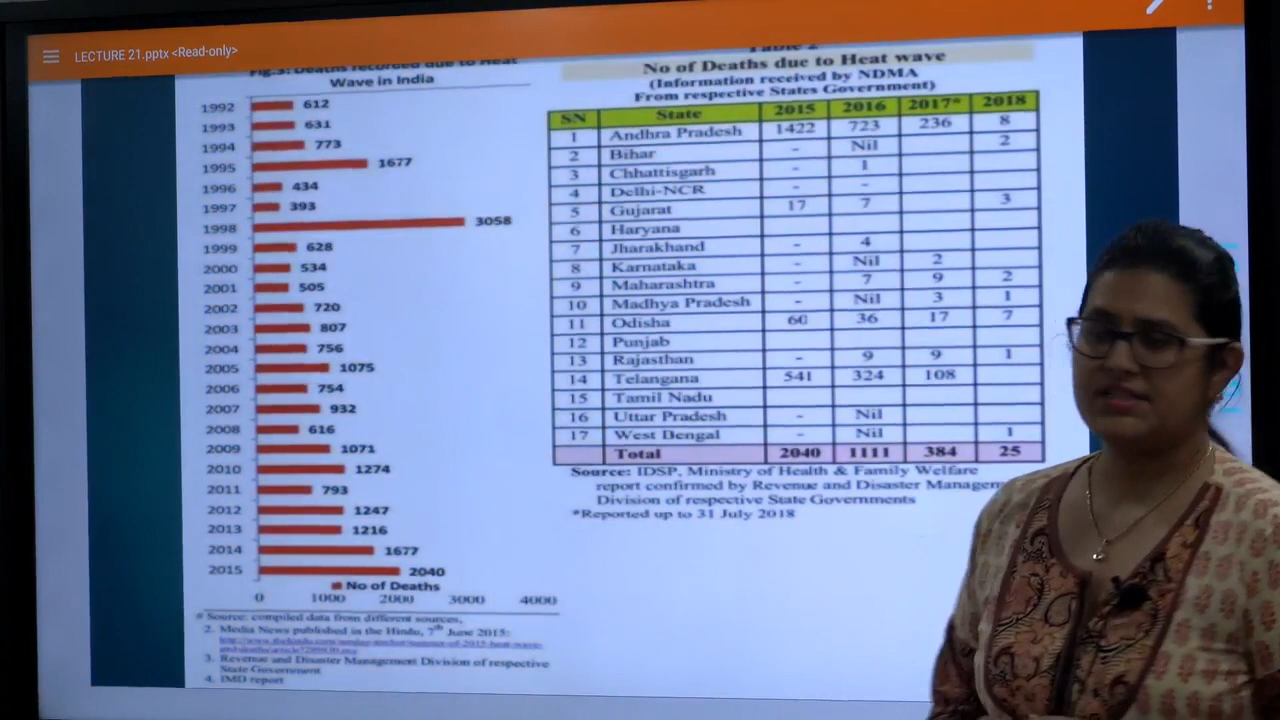 LECTURE 21.pptx <Read-only>
Fig.3: Deaths recorded due to Heat
Wave in India
1992 612
1993 631
1994 773
1995 1677
1996 434
1997 393
1998 3058
1999 628
2000 534
2001 505
2002 720
2003 807
2004 756
2005 1075
2006 754
2007 932
2008 616
2009 1071
2010 1274
2011 793
2012 1247
2013 1216
2014 1677
2015 2040
No of Deaths
0 1000 2000 3000 4000
# Source: compiled data from different sources,
2. Media News published in the Hindu, 7th June 2015:
3. Revenue and Disaster Management Division of respective
State Government
4. IMD report
Table 2
No of Deaths due to Heat wave
(Information received by NDMA
From respective States Government)
SN State 2015 2016 2017* 2018
1 Andhra Pradesh 1422 723 236 8
2 Bihar - Nil 2
3 Chhattisgarh - 1
4 Delhi-NCR - -
5 Gujarat 17 7 3
6 Haryana
7 Jharkhand - 4
8 Karnataka - Nil 2
9 Maharashtra - 7 9 2
10 Madhya Pradesh - Nil 3 1
11 Odisha 60 36 17 7
12 Punjab
13 Rajasthan - 9 9 1
14 Telangana 541 324 108
15 Tamil Nadu
16 Uttar Pradesh - Nil
17 West Bengal - Nil 1
Total 2040 1111 384 25
Source: IDSP, Ministry of Health & Family Welfare
report confirmed by Revenue and Disaster Managem
Division of respective State Governments
*Reported up to 31 July 2018